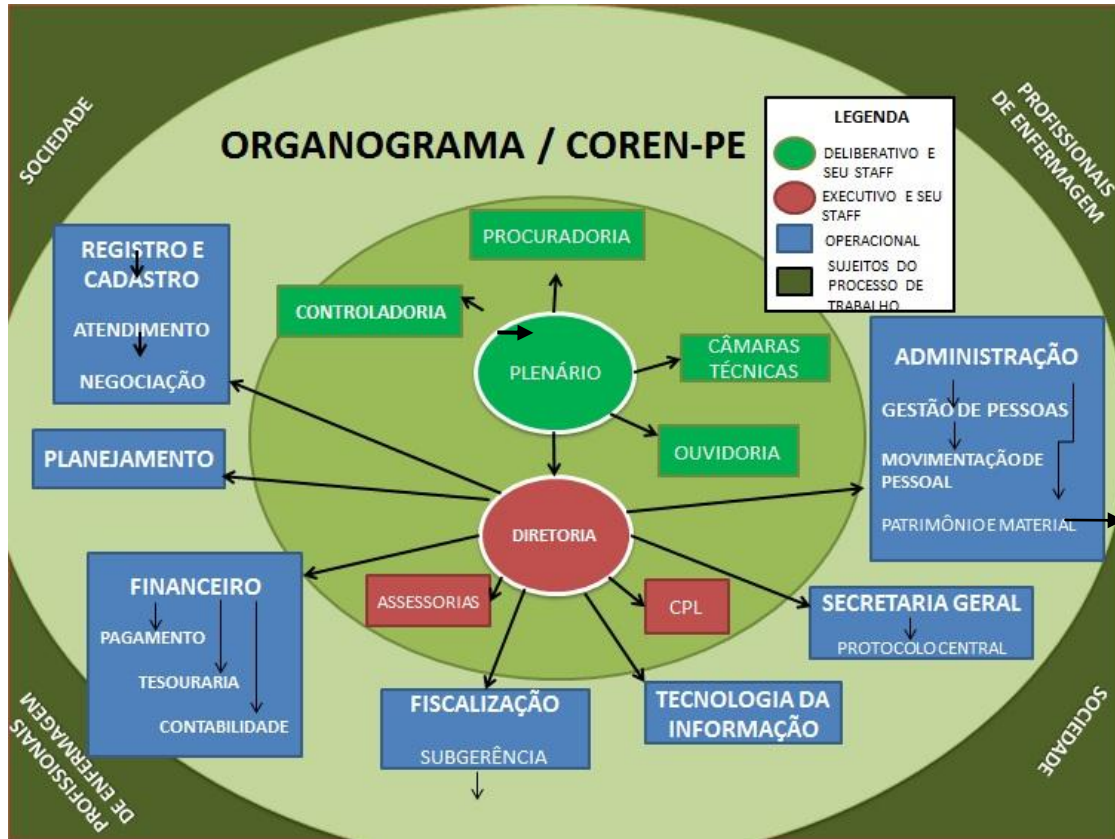 ORGANOGRAMA / COREN-PE
SOCIEDADE
PROFISSIONAIS
DE ENFERMAGEM
LEGENDA
DELIBERATIVO E
SEU STAFF
EXECUTIVO E SEU
STAFF
OPERACIONAL
SUJEITOS DO
PROCESSO DE
TRABALHO
PROCURADORIA
CONTROLADORIA
PLENÁRIO
CÂMARAS
TÉCNICAS
OUVIDORIA
REGISTRO E
CADASTRO
ATENDIMENTO
NEGOCIAÇÃO
PLANEJAMENTO
ADMINISTRAÇÃO
GESTÃO DE PESSOAS
MOVIMENTAÇÃO DE
PESSOAL
PATRIMÔNIO E MATERIAL
DIRETORIA
ASSESSORIAS
CPL
FINANCEIRO
PAGAMENTO
TESOURARIA
CONTABILIDADE
SECRETARIA GERAL
PROTOCOLO CENTRAL
FISCALIZAÇÃO
SUBGERÊNCIA
TECNOLOGIA DA
INFORMAÇÃO
PROFISSIONAIS
DE ENFERMAGEM
SOCIEDADE